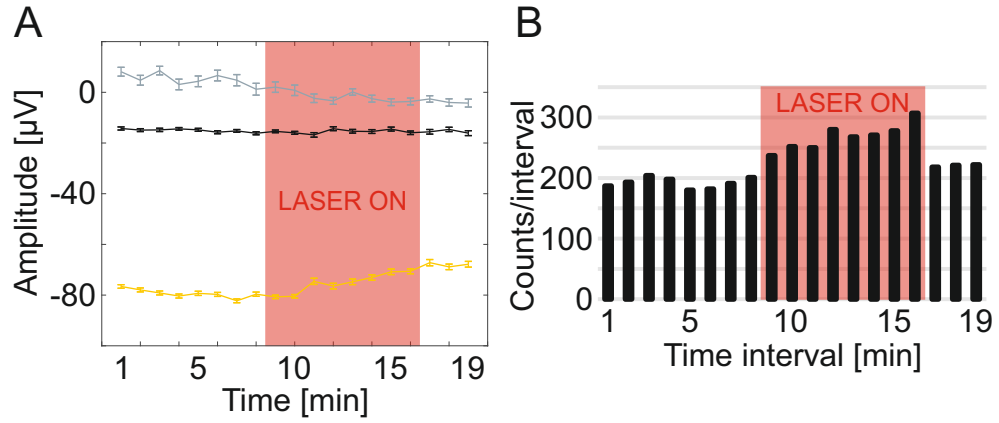 A
Amplitude [µV]
0
-40
-80
LASER ON
1 5 10 15 19
Time [min]
B
Counts/interval
300
200
100
0
LASER ON
1 5 10 15 19
Time interval [min]